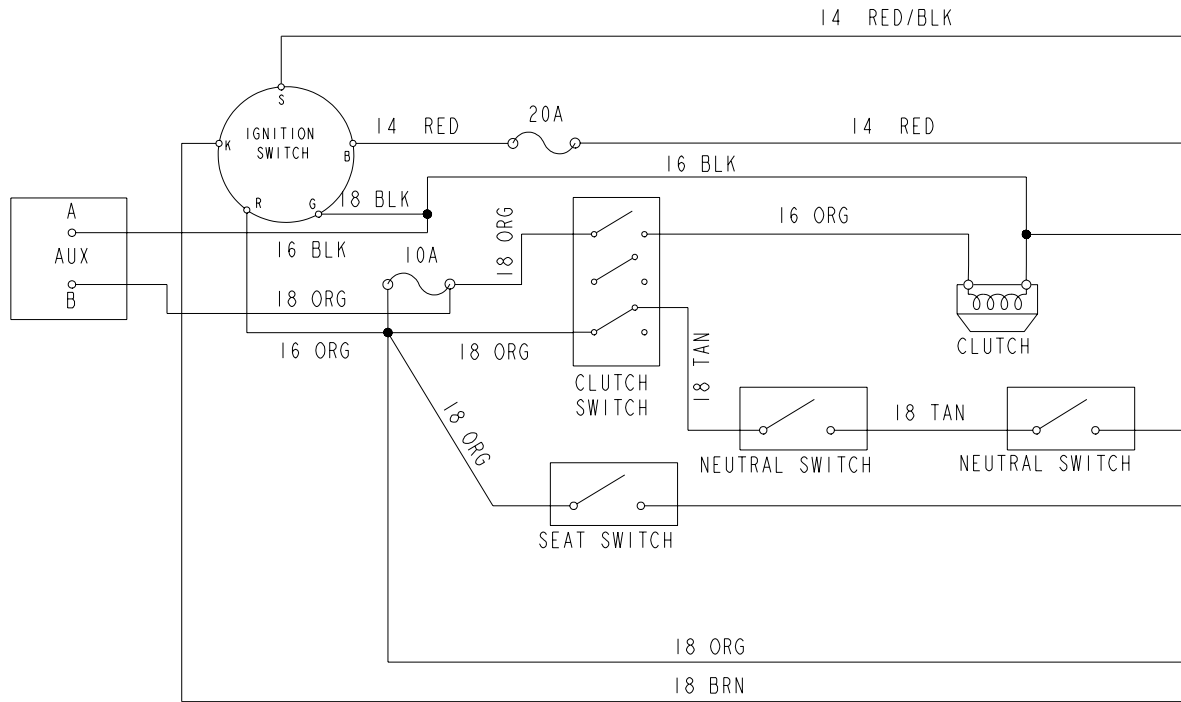 14 RED/BLK
S
IGNITION
SWITCH
K
B
R
G
14 RED
20A
14 RED
16 BLK
18 BLK
A
AUX
B
16 BLK
10A
18 ORG
18 ORG
16 ORG
16 ORG
18 ORG
CLUTCH
SWITCH
18 TAN
CLUTCH
18 ORG
NEUTRAL SWITCH
18 TAN
NEUTRAL SWITCH
SEAT SWITCH
18 ORG
18 BRN